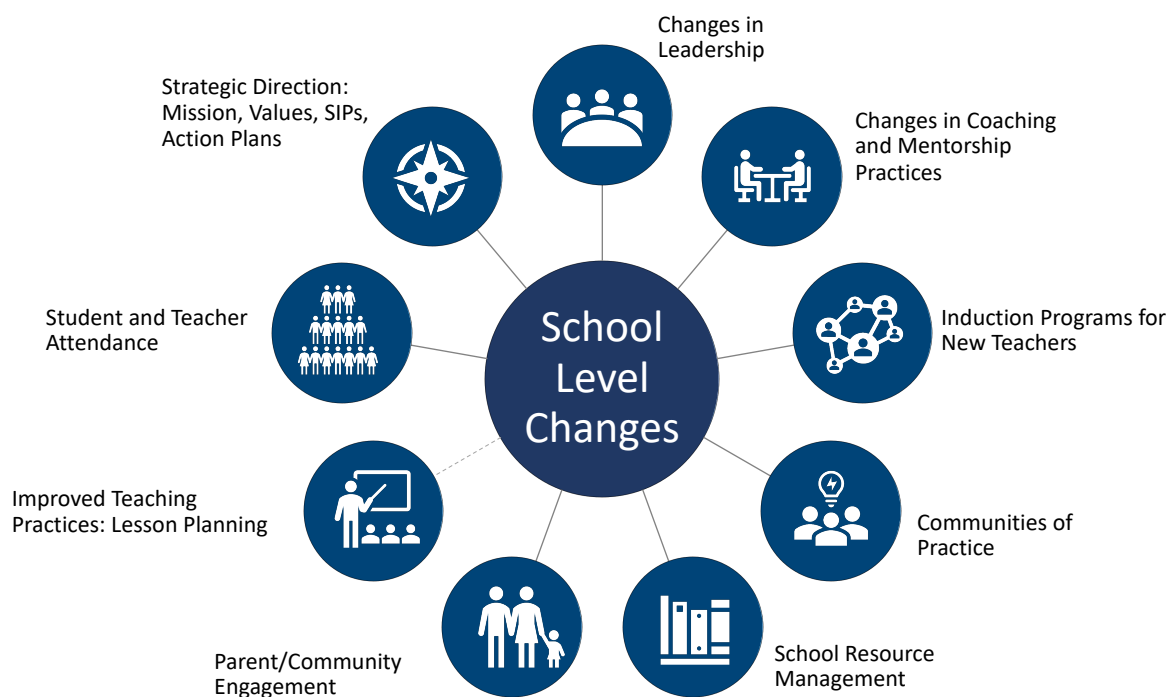 Changes in
Leadership
Strategic Direction:
Mission, Values, SIPs,
Action Plans
Changes in Coaching
and Mentorship
Practices
Student and Teacher
Attendance
School
Level
Changes
Induction Programs for
New Teachers
Improved Teaching
Practices: Lesson Planning
Communities of
Practice
Parent/Community
Engagement
School Resource
Management